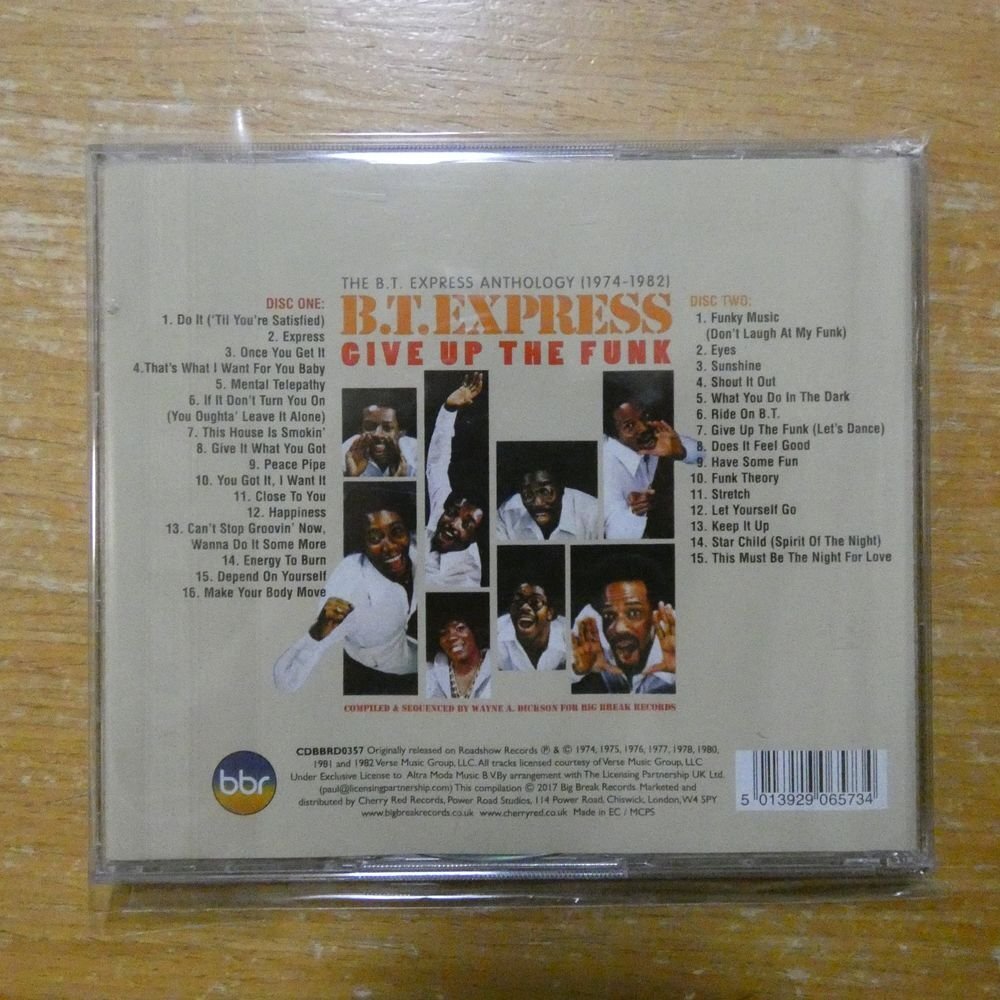 THE B.T. EXPRESS ANTHOLOGY (1974-1982)
B.T.EXPRESS
GIVE UP THE FUNK
DISC ONE:
1. Do It ('Til You're Satisfied)
2. Express
3. Once You Get It
4.That's What I Want For You Baby
5. Mental Telepathy
6. If It Don't Turn You On
(You Oughta' Leave It Alone)
7. This House Is Smokin'
8. Give It What You Got
9. Peace Pipe
10. You Got It, I Want It
11. Close To You
12. Happiness
13. Can't Stop Groovin' Now,
Wanna Do It Some More
14. Energy To Burn
15. Depend On Yourself
16. Make Your Body Move
DISC TWO:
1. Funky Music
(Don't Laugh At My Funk)
2. Eyes
3. Sunshine
4. Shout It Out
5. What You Do In The Dark
6. Ride On B.T.
7. Give Up The Funk (Let's Dance)
8. Does It Feel Good
9. Have Some Fun
10. Funk Theory
11. Stretch
12. Let Yourself Go
13. Keep It Up
14. Star Child (Spirit Of The Night)
15. This Must Be The Night For Love
COMPILED & SEQUENCED BY WAYNE A. DICKSON FOR BIG BREAK RECORDS
bbr
CDBBRD0357 Originally released on Roadshow Records ℗ & © 1974, 1975, 1976, 1977, 1978, 1980,
1981 and 1982 Verse Music Group, LLC. All tracks licensed courtesy of Verse Music Group, LLC
Under Exclusive License to Altra Moda Music B.V.By arrangement with The Licensing Partnership UK Ltd.
(paul@licensingpartnership.com) This compilation © 2017 Big Break Records. Marketed and
distributed by Cherry Red Records, Power Road Studios, 114 Power Road, Chiswick, London, W4 5PY
www.bigbreakrecords.co.uk www.cherryred.co.uk Made in EC / MCPS
5 013929 065734